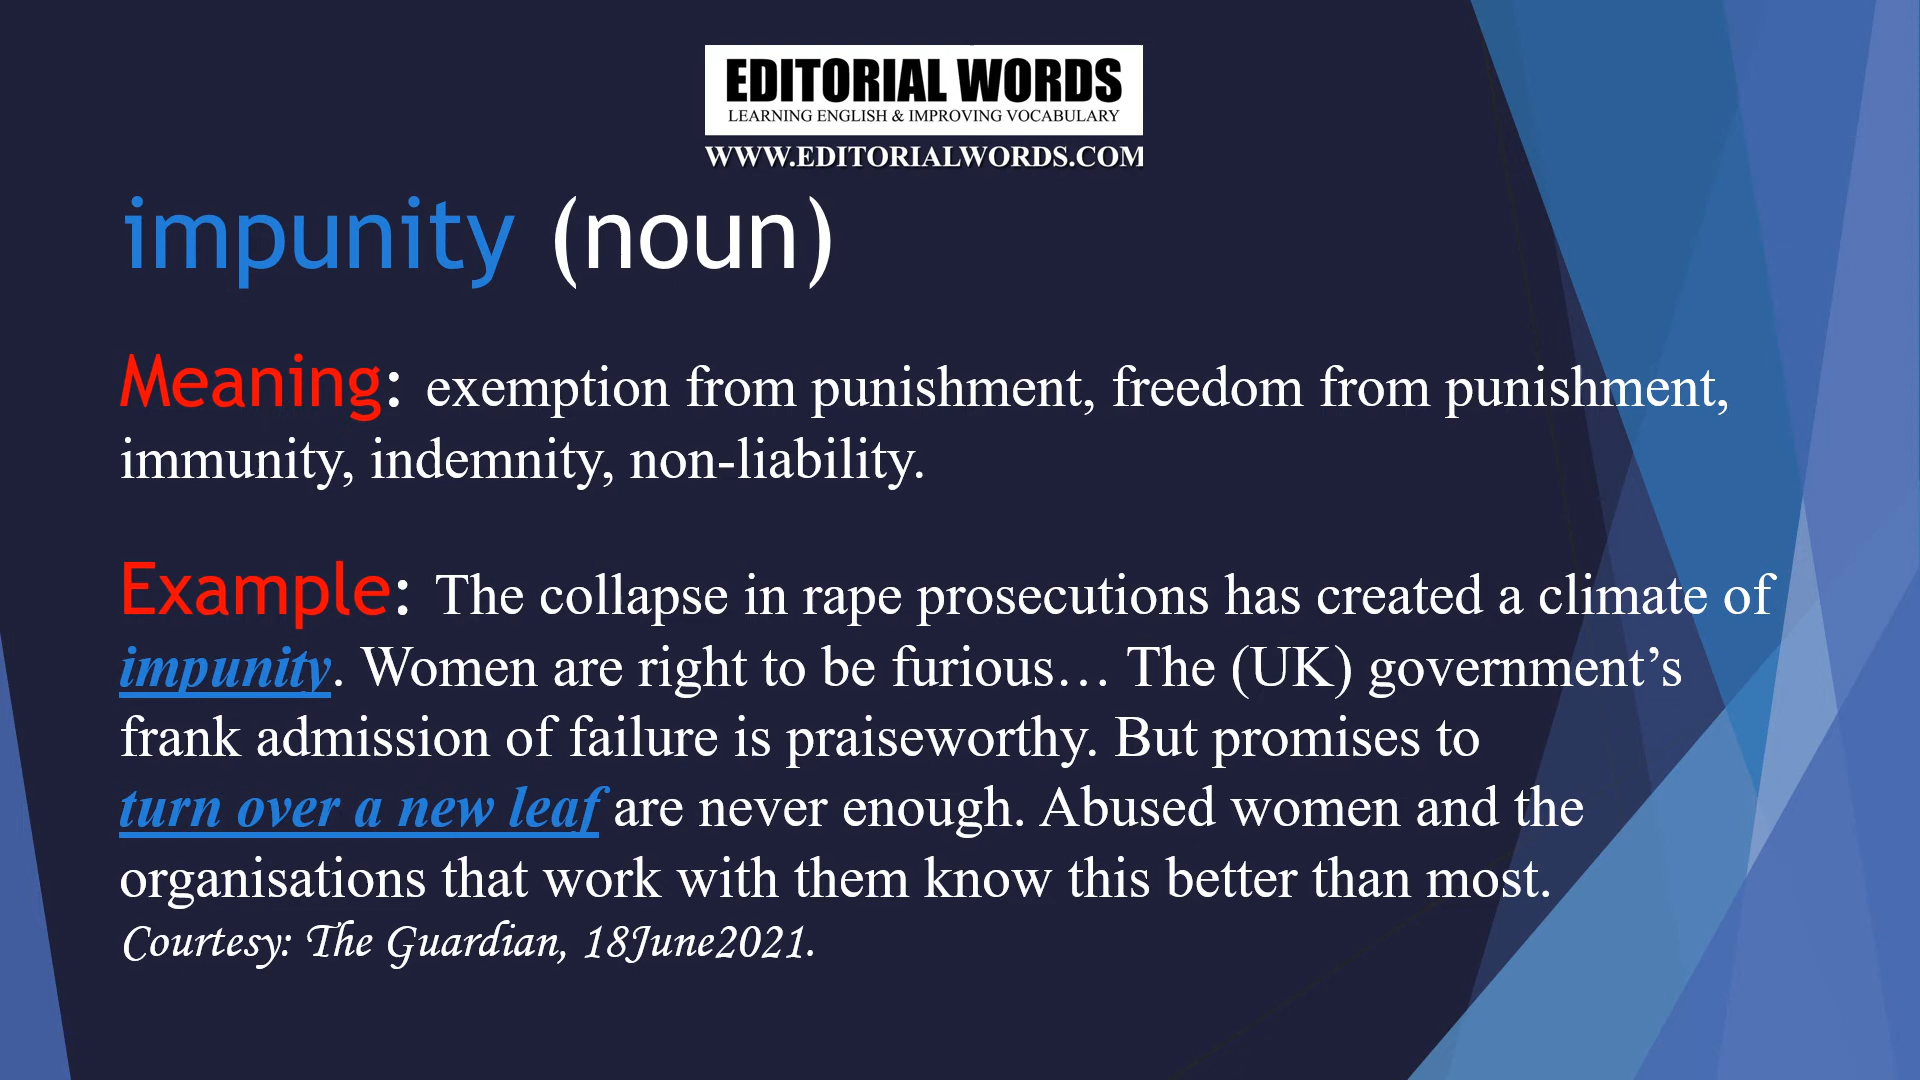 EDITORIAL WORDS
LEARNING ENGLISH & IMPROVING VOCABULARY
WWW.EDITORIALWORDS.COM
impunity (noun)
Meaning: exemption from punishment, freedom from punishment,
immunity, indemnity, non-liability.
Example: The collapse in rape prosecutions has created a climate of
impunity. Women are right to be furious… The (UK) government’s
frank admission of failure is praiseworthy. But promises to
turn over a new leaf are never enough. Abused women and the
organisations that work with them know this better than most.
Courtesy: The Guardian, 18June2021.